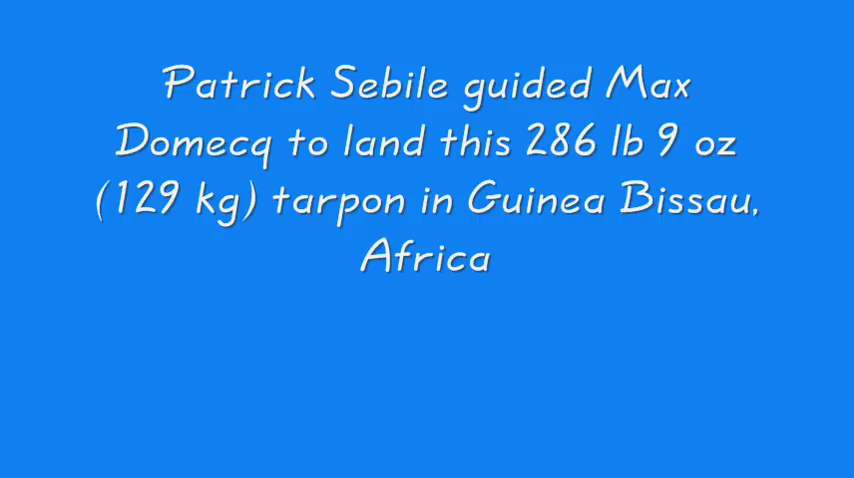 Patrick Sebile guided Max
Domecq to land this 286 lb 9 oz
(129 kg) tarpon in Guinea Bissau,
Africa